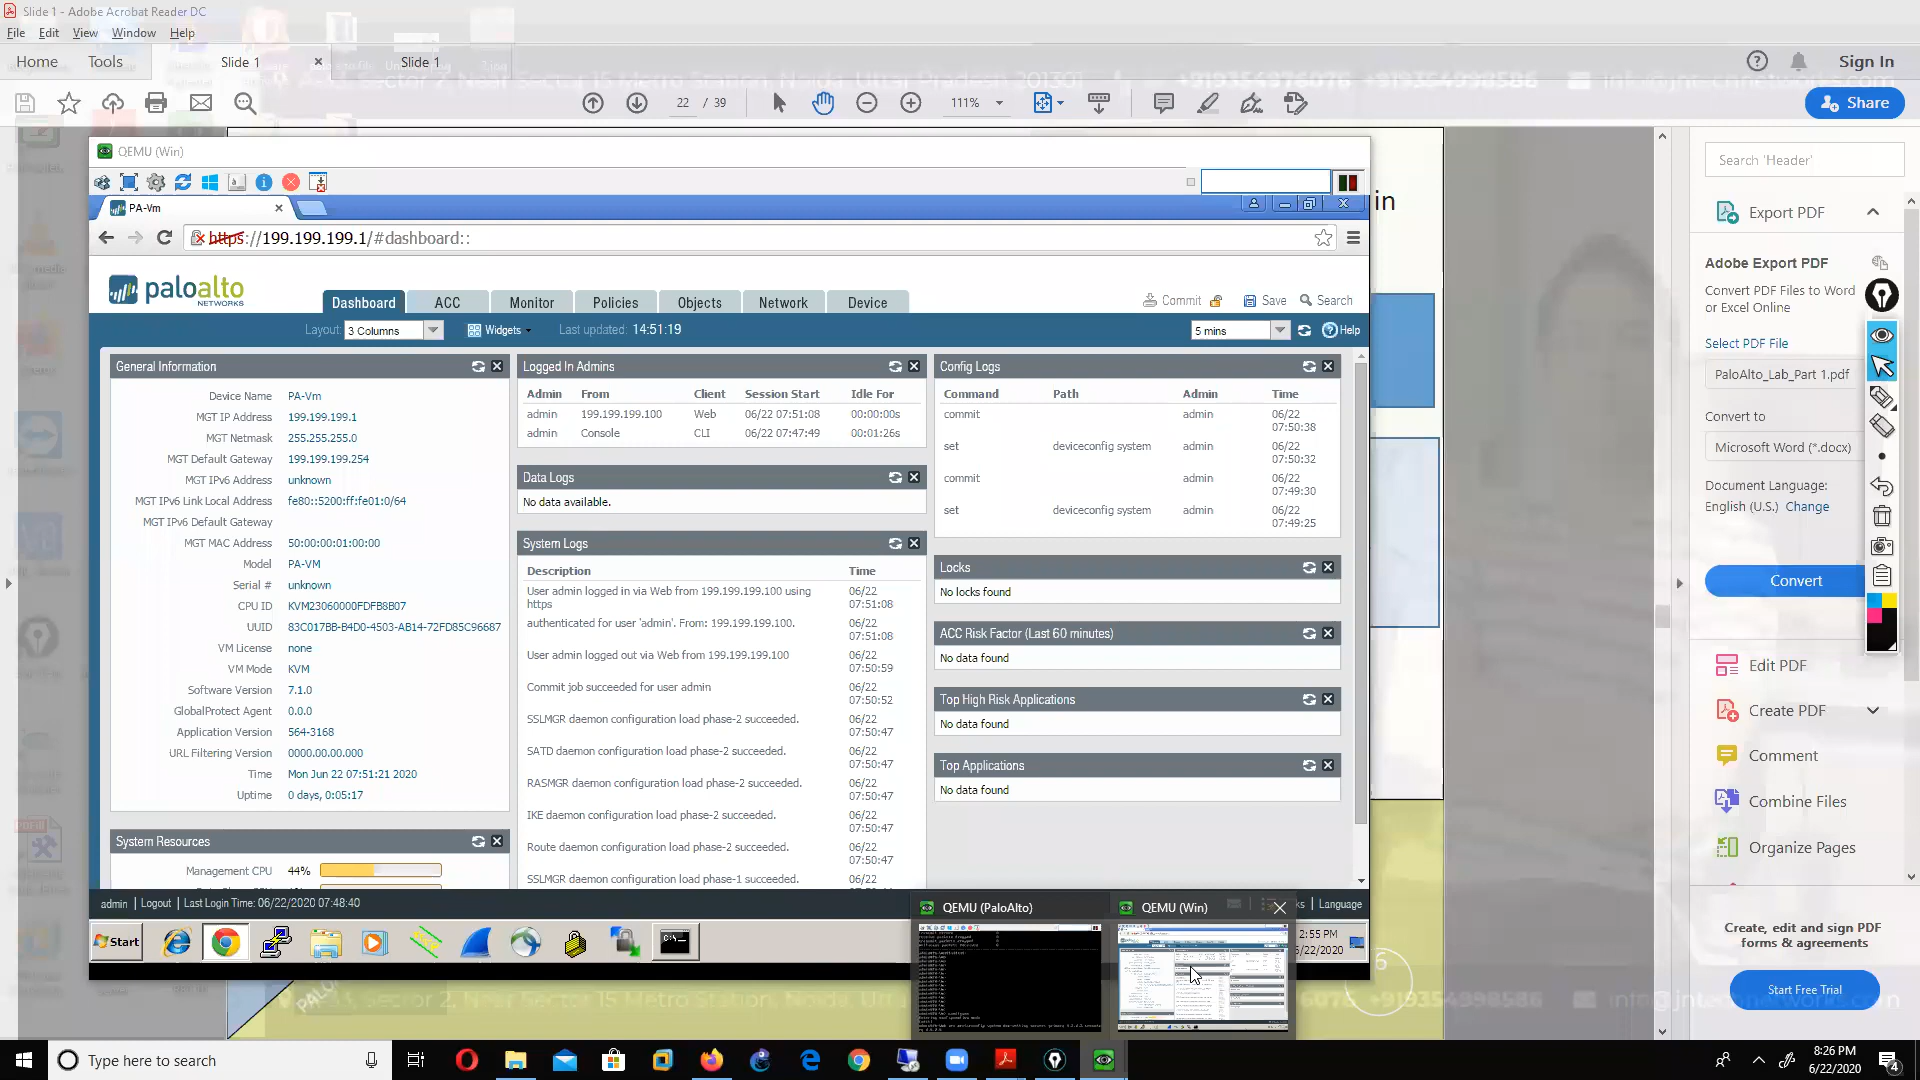 Slide 1 - Adobe Acrobat Reader DC
File Edit View Window Help
Home Tools Slide 1 × Slide 1 Sign In
Sector 2, Near Sector 15 Metro Station, Noida, Uttar Pradesh 201301 +919354976076 +919354998586
22 / 39 111% Share
QEMU (Win)
in
Search 'Header'
PA-Vm
https://199.199.199.1/#dashboard::
Export PDF
paloalto
NETWORKS
Dashboard ACC Monitor Policies Objects Network Device Commit Save Search
Layout: 3 Columns Widgets Last updated: 14:51:19 5 mins Help
General Information
Device Name PA-Vm
MGT IP Address 199.199.199.1
MGT Netmask 255.255.255.0
MGT Default Gateway 199.199.199.254
MGT IPv6 Address unknown
MGT IPv6 Link Local Address fe80::5200:ff:fe01:0/64
MGT IPv6 Default Gateway
MGT MAC Address 50:00:00:01:00:00
Model PA-VM
Serial # unknown
CPU ID KVM23060000FDFB8B07
UUID 83C017BB-B4D0-4503-AB14-72FD85C96687
VM License none
VM Mode KVM
Software Version 7.1.0
GlobalProtect Agent 0.0.0
Application Version 564-3168
URL Filtering Version 0000.00.00.000
Time Mon Jun 22 07:51:21 2020
Uptime 0 days, 0:05:17
System Resources
Management CPU 44%
Logged In Admins
Admin From Client Session Start Idle For
admin 199.199.199.100 Web 06/22 07:51:08 00:00:00s
admin Console CLI 06/22 07:47:49 00:01:26s
Data Logs
No data available.
System Logs
Description Time
User admin logged in via Web from 199.199.199.100 using https 06/22 07:51:08
authenticated for user 'admin'. From: 199.199.199.100. 06/22 07:51:08
User admin logged out via Web from 199.199.199.100 06/22 07:50:59
Commit job succeeded for user admin 06/22 07:50:52
SSLMGR daemon configuration load phase-2 succeeded. 06/22 07:50:47
SATD daemon configuration load phase-2 succeeded. 06/22 07:50:47
RASMGR daemon configuration load phase-2 succeeded. 06/22 07:50:47
IKE daemon configuration load phase-2 succeeded. 06/22 07:50:47
Route daemon configuration load phase-2 succeeded. 06/22 07:50:47
SSLMGR daemon configuration load phase-1 succeeded. 06/22
Config Logs
Command Path Admin Time
commit admin 06/22 07:50:38
set deviceconfig system admin 06/22 07:50:32
commit admin 06/22 07:49:30
set deviceconfig system admin 06/22 07:49:25
Locks
No locks found
ACC Risk Factor (Last 60 minutes)
No data found
Top High Risk Applications
No data found
Top Applications
No data found
admin | Logout | Last Login Time: 06/22/2020 07:48:40
ks | Language
QEMU (PaloAlto) QEMU (Win)
Start
2:55 PM
6/22/2020
Adobe Export PDF
Convert PDF Files to Word
or Excel Online
Select PDF File
PaloAlto_Lab_Part 1.pdf
Convert to
Microsoft Word (*.docx)
Document Language:
English (U.S.) Change
Convert
Edit PDF
Create PDF
Comment
Combine Files
Organize Pages
Create, edit and sign PDF
forms & agreements
Start Free Trial
Sector 2, Near Sector 15 Metro Station, Noida, +919354998586
Type here to search
8:26 PM
6/22/2020
4